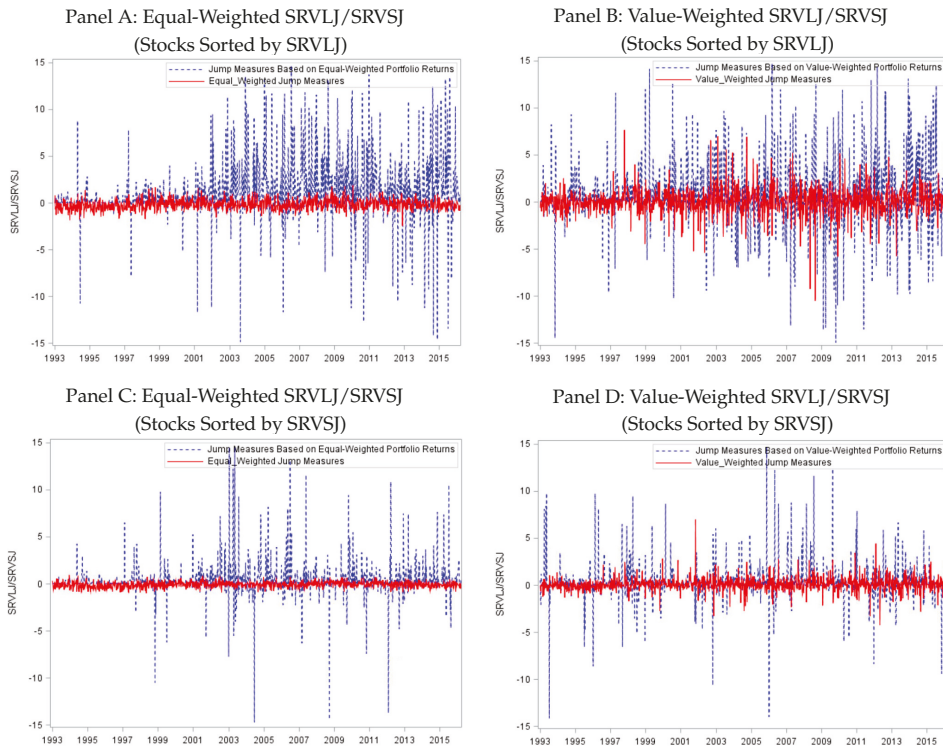 Panel A: Equal-Weighted SRVLJ/SRVSJ
(Stocks Sorted by SRVLJ)
Jump Measures Based on Equal-Weighted Portfolio Returns
Equal_Weighted Jump Measures
SRVLJ/SRVSJ
15
10
5
0
-5
-10
-15
1993 1995 1997 1999 2001 2003 2005 2007 2009 2011 2013 2015
Panel B: Value-Weighted SRVLJ/SRVSJ
(Stocks Sorted by SRVLJ)
Jump Measures Based on Value-Weighted Portfolio Returns
Value_Weighted Jump Measures
SRVLJ/SRVSJ
15
10
5
0
-5
-10
-15
1993 1995 1997 1999 2001 2003 2005 2007 2009 2011 2013 2015
Panel C: Equal-Weighted SRVLJ/SRVSJ
(Stocks Sorted by SRVSJ)
Jump Measures Based on Equal-Weighted Portfolio Returns
Equal_Weighted Jump Measures
SRVLJ/SRVSJ
15
10
5
0
-5
-10
-15
1993 1995 1997 1999 2001 2003 2005 2007 2009 2011 2013 2015
Panel D: Value-Weighted SRVLJ/SRVSJ
(Stocks Sorted by SRVSJ)
Jump Measures Based on Value-Weighted Portfolio Returns
Value_Weighted Jump Measures
SRVLJ/SRVSJ
15
10
5
0
-5
-10
-15
1993 1995 1997 1999 2001 2003 2005 2007 2009 2011 2013 2015